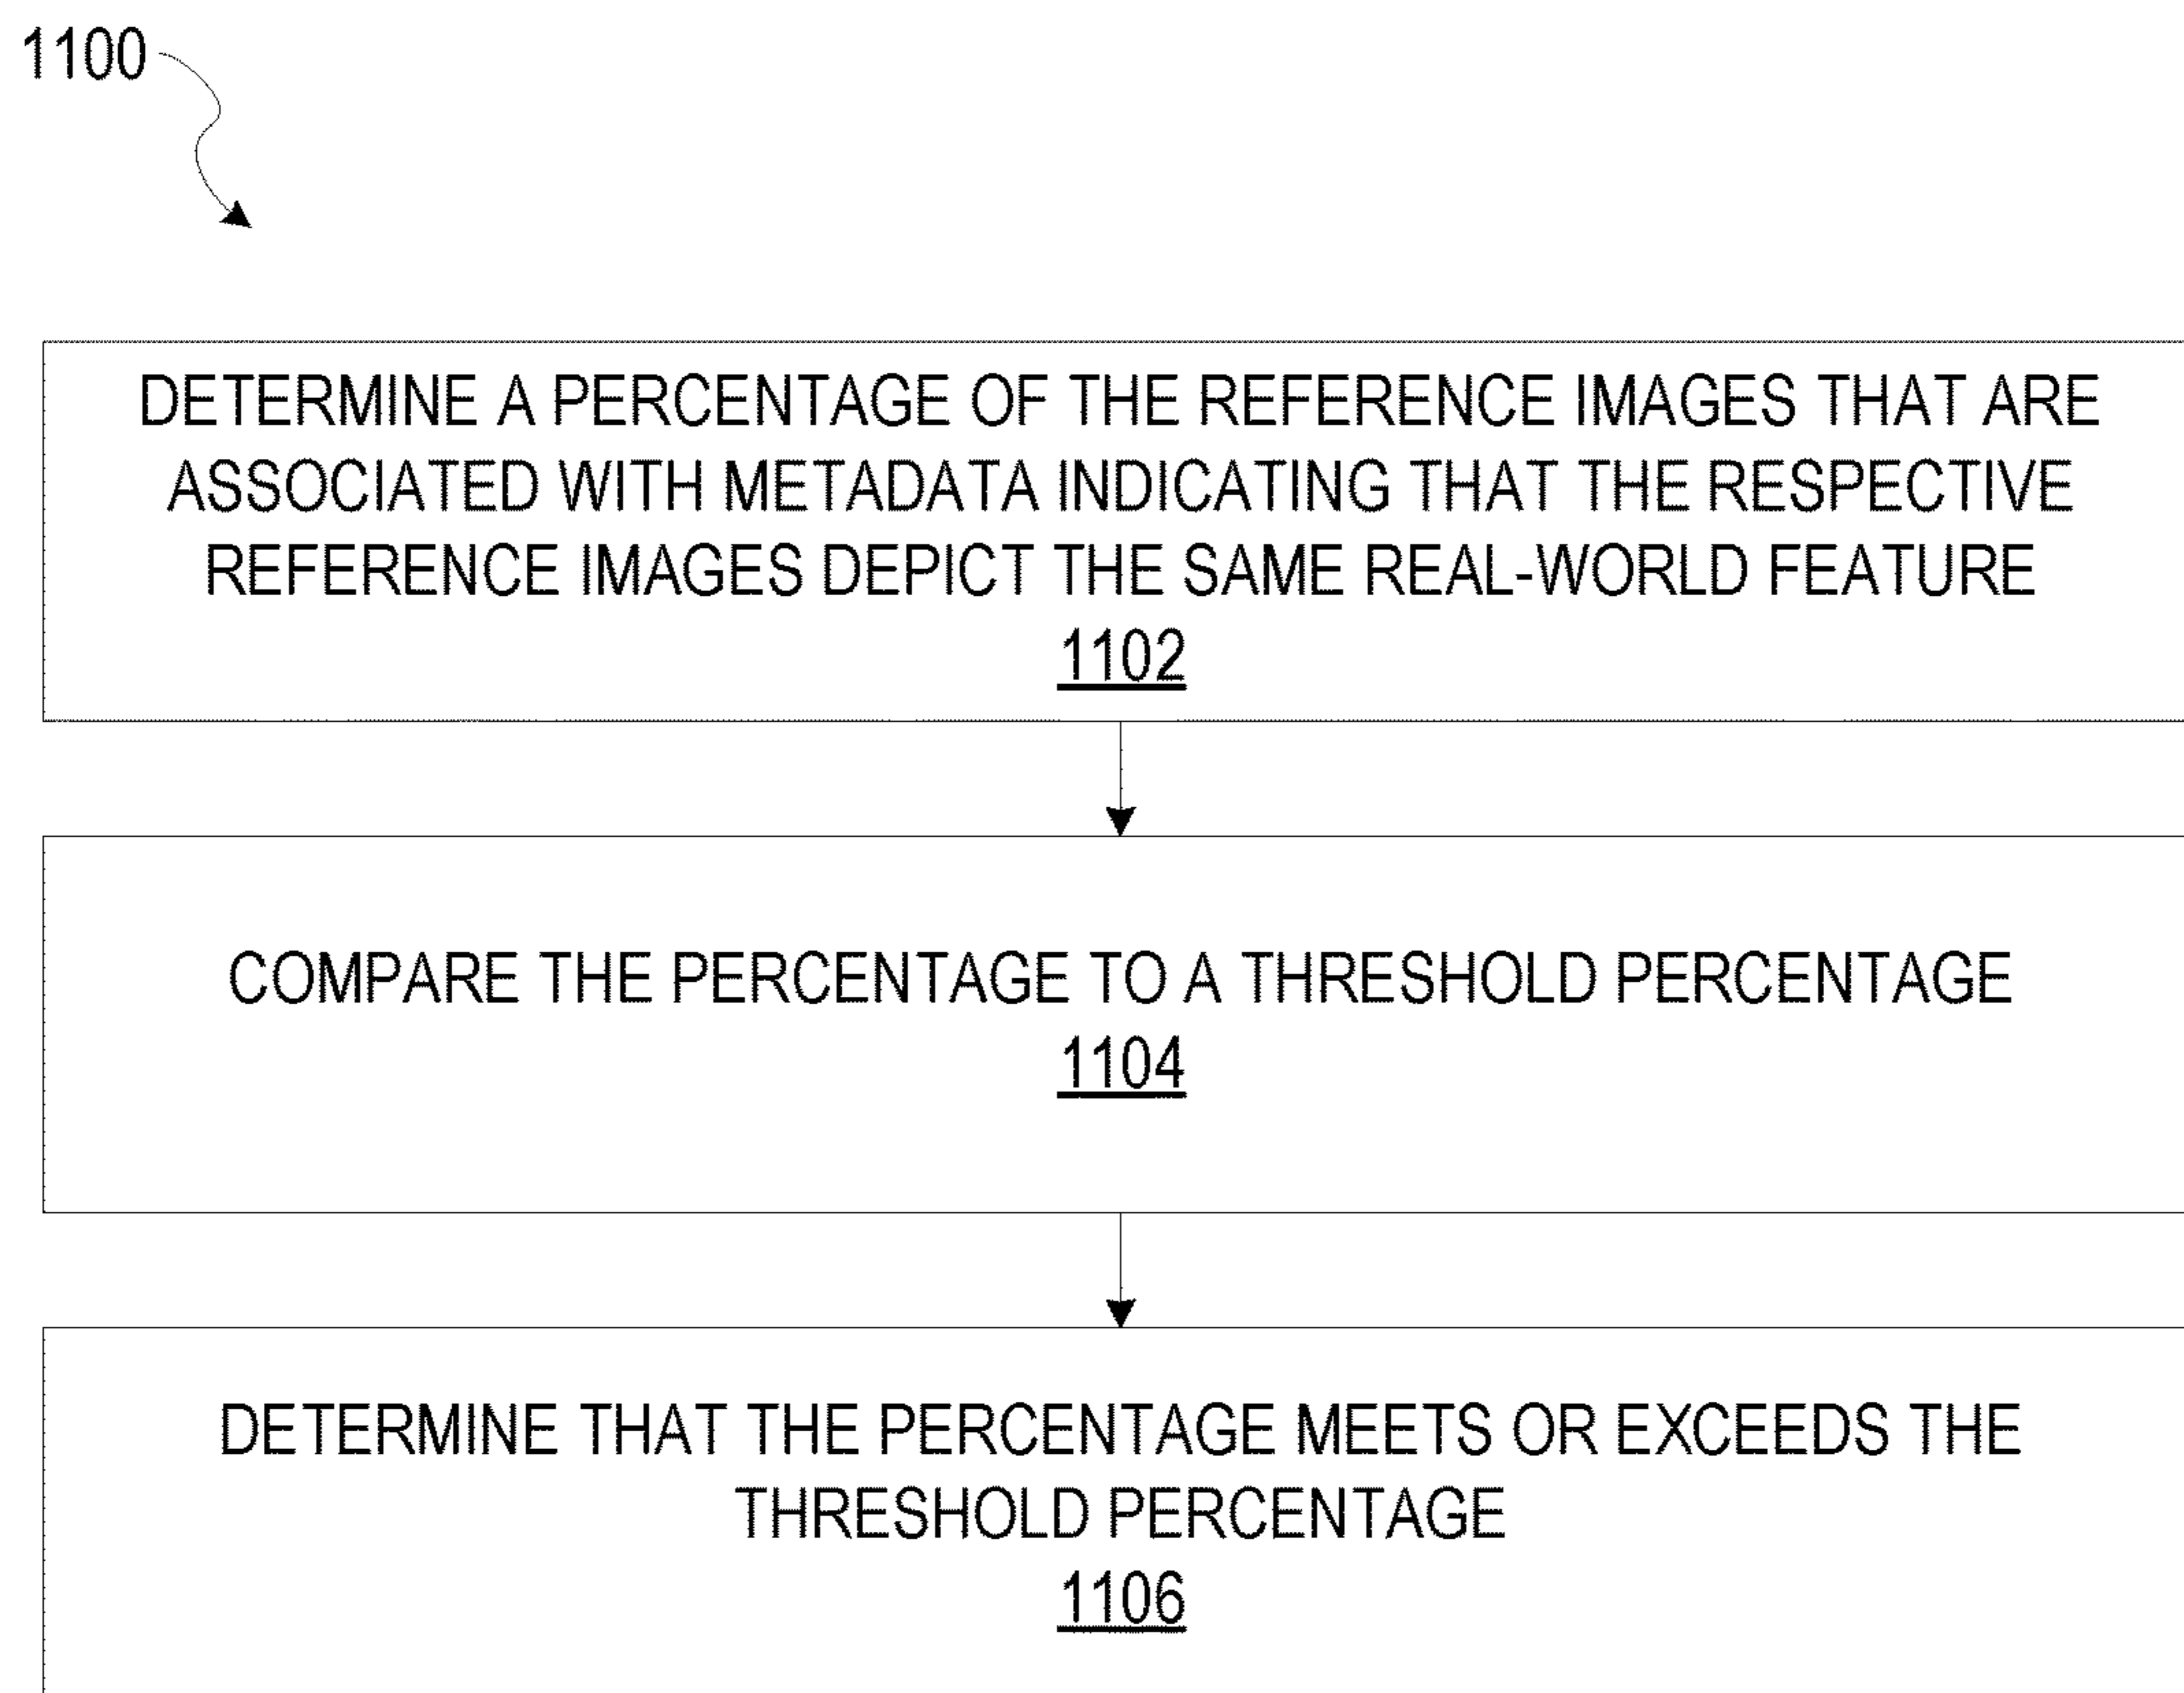 1100
DETERMINE A PERCENTAGE OF THE REFERENCE IMAGES THAT ARE
ASSOCIATED WITH METADATA INDICATING THAT THE RESPECTIVE
REFERENCE IMAGES DEPICT THE SAME REAL-WORLD FEATURE
1102
COMPARE THE PERCENTAGE TO A THRESHOLD PERCENTAGE
1104
DETERMINE THAT THE PERCENTAGE MEETS OR EXCEEDS THE
THRESHOLD PERCENTAGE
1106